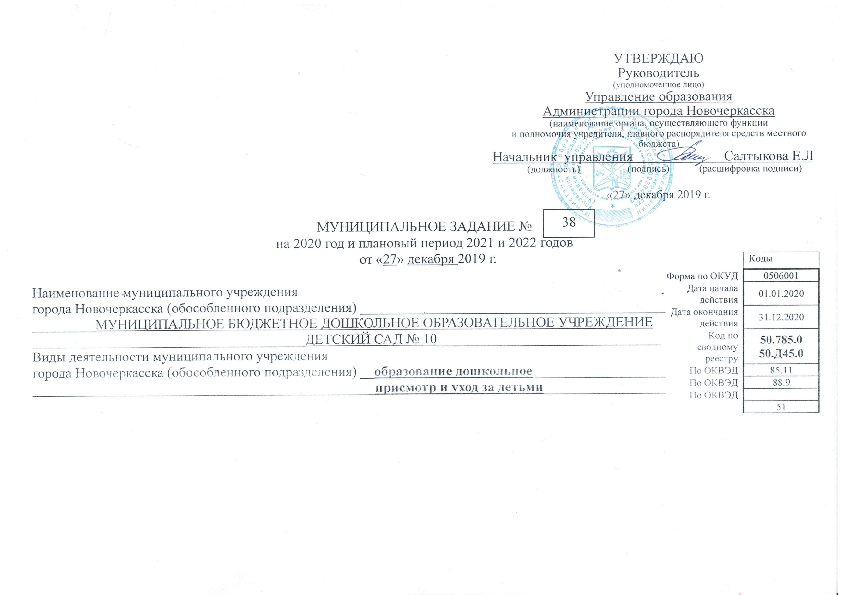 УТВЕРЖДАЮ
Руководитель
(уполномоченное лицо)
Управление образования
Администрации города Новочеркасска
(наименование органа, осуществляющего функции
и полномочия учредителя, главного распорядителя средств местного
бюджета)
Начальник управления Салтыкова Е.Л
(должность) (подпись) (расшифровка подписи)
«27» декабря 2019 г.
МУНИЦИПАЛЬНОЕ ЗАДАНИЕ № 38
на 2020 год и плановый период 2021 и 2022 годов
от «27» декабря 2019 г.
Коды
Форма по ОКУД 0506001
Дата начала
действия 01.01.2020
Дата окончания
действия 31.12.2020
Код по
сводному
реестру
50.785.0
50.Д45.0
По ОКВЭД 85.11
По ОКВЭД 88.9
По ОКВЭД
51
Наименование муниципального учреждения
города Новочеркасска (обособленного подразделения)
МУНИЦИПАЛЬНОЕ БЮДЖЕТНОЕ ДОШКОЛЬНОЕ ОБРАЗОВАТЕЛЬНОЕ УЧРЕЖДЕНИЕ
ДЕТСКИЙ САД № 10
Виды деятельности муниципального учреждения
города Новочеркасска (обособленного подразделения) образование дошкольное
присмотр и уход за детьми